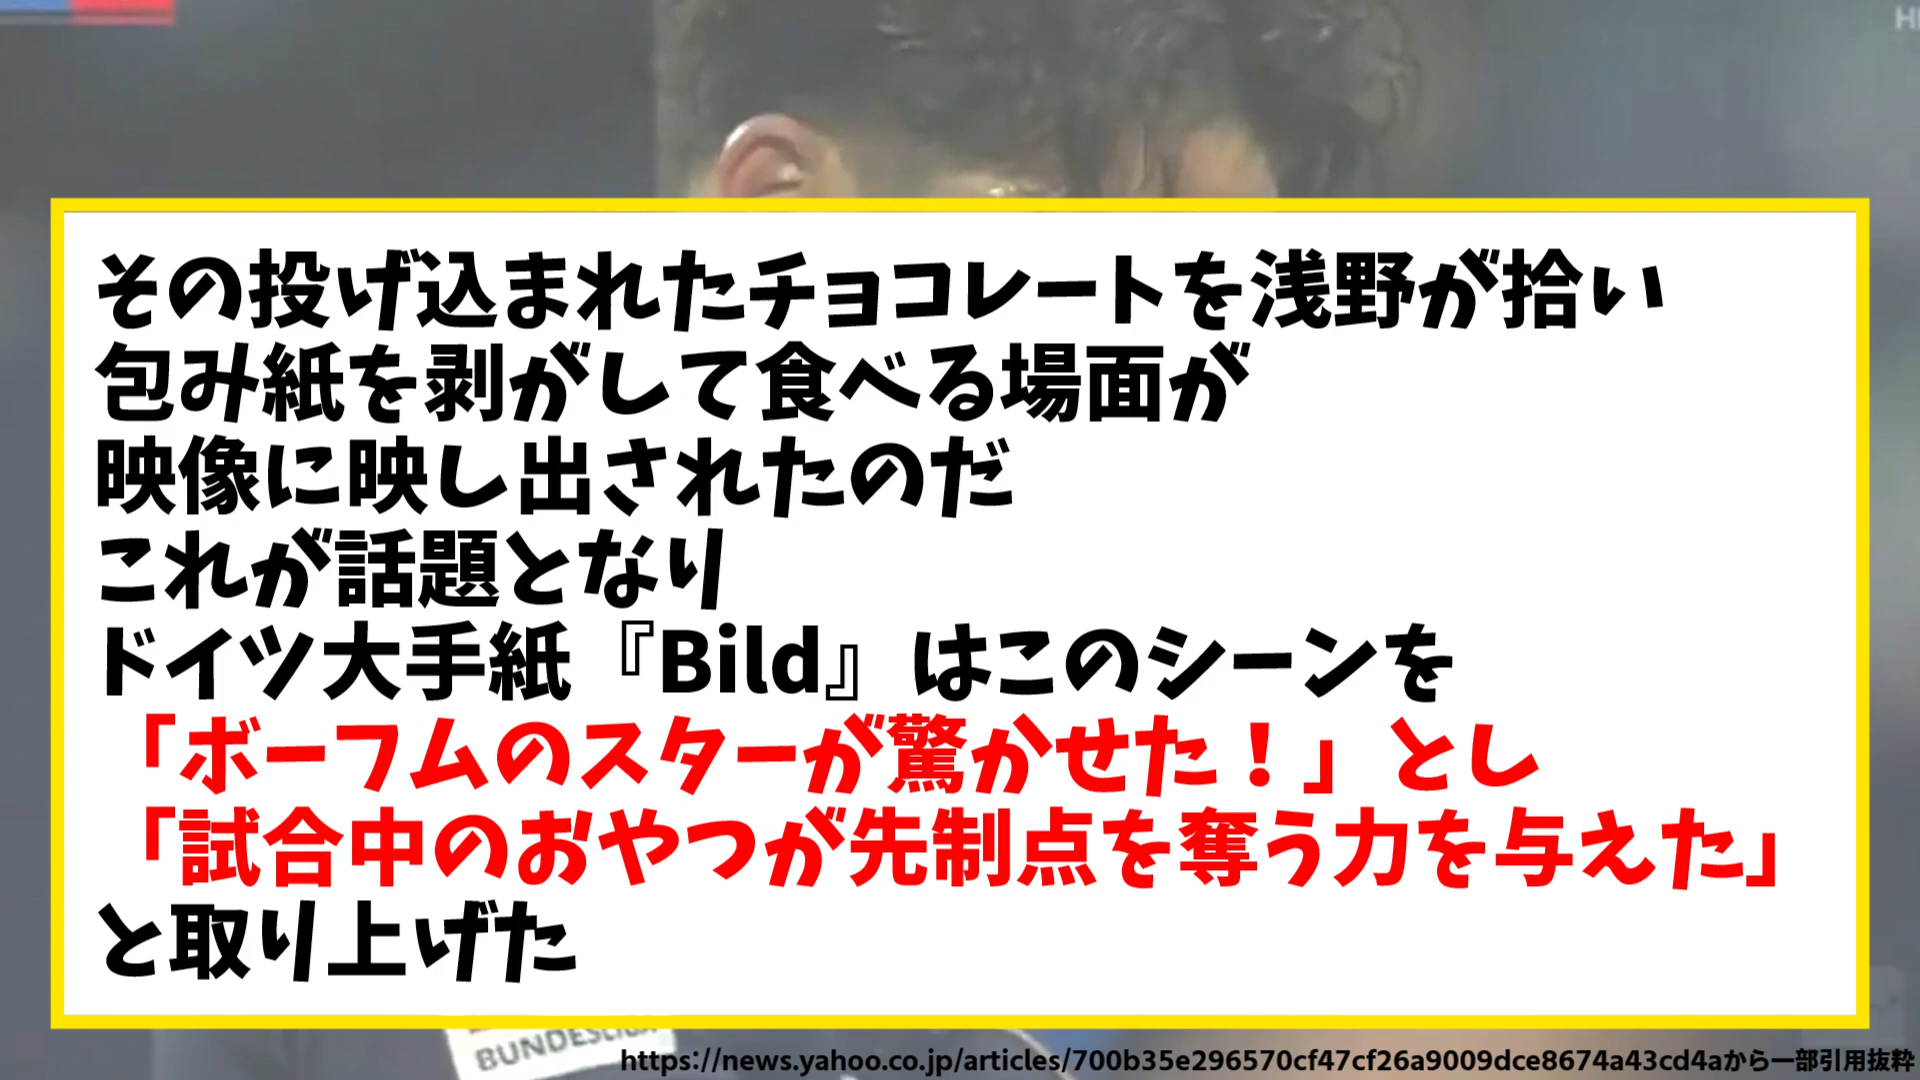 その投げ込まれたチョコレートを浅野が拾い
包み紙を剥がして食べる場面が
映像に映し出されたのだ
これが話題となり
ドイツ大手紙『Bild』はこのシーンを
「ボーフムのスターが驚かせた！」とし
「試合中のおやつが先制点を奪う力を与えた」
と取り上げた
https://news.yahoo.co.jp/articles/700b35e296570cf47cf26a9009dce8674a43cd4aから一部引用抜粋